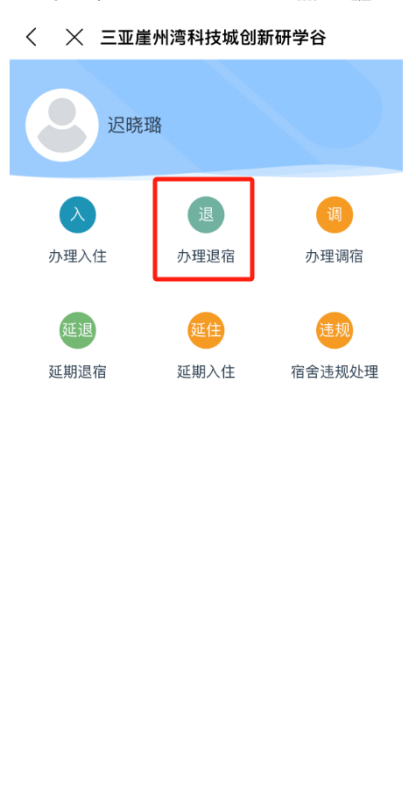 三亚崖州湾科技城创新研学谷
迟晓璐
入 退 调
办理入住 办理退宿 办理调宿
延退 延住 违规
延期退宿 延期入住 宿舍违规处理